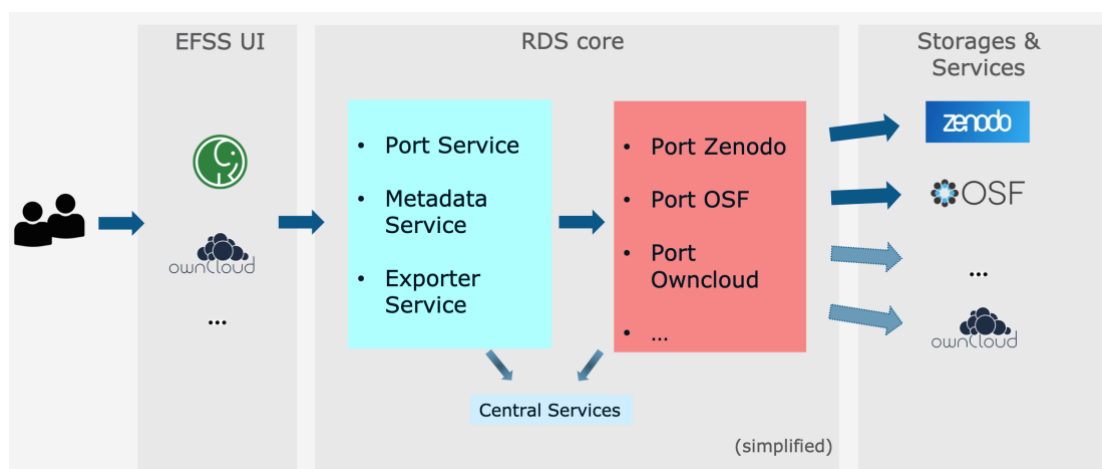 EFSS UI
ownCloud
...
RDS core
• Port Service
• Metadata
Service
• Exporter
Service
• Port Zenodo
• Port OSF
• Port
Owncloud
• ...
Central Services
(simplified)
Storages &
Services
zenodo
OSF
...
ownCloud